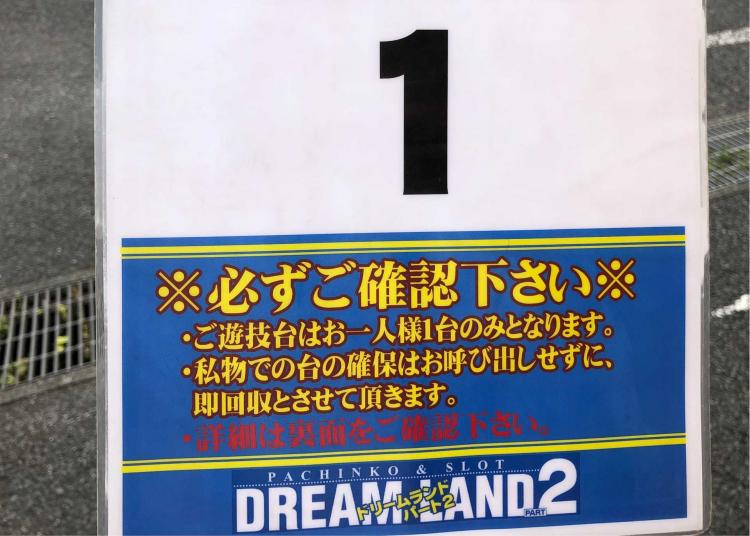 1
※必ずご確認下さい※
・ご遊技台はお一人様1台のみとなります。
・私物での台の確保はお呼び出しせずに、
即回収とさせて頂きます。
・詳細は裏面をご確認下さい。
PACHINKO & SLOT
DREAM LAND PART 2
ドリームランド
パート2